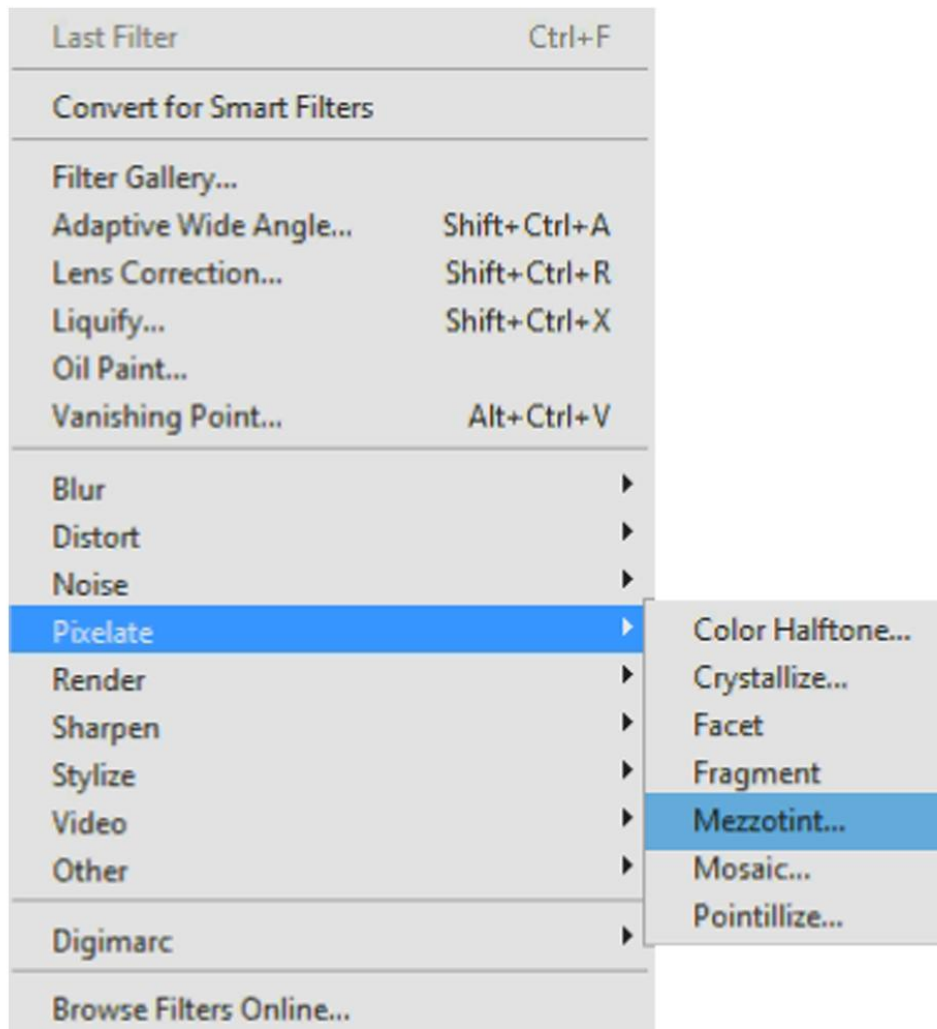 Last Filter Ctrl+F
Convert for Smart Filters
Filter Gallery...
Adaptive Wide Angle... Shift+Ctrl+A
Lens Correction... Shift+Ctrl+R
Liquify... Shift+Ctrl+X
Oil Paint...
Vanishing Point... Alt+Ctrl+V
Blur
Distort
Noise
Pixelate
Render
Sharpen
Stylize
Video
Other
Digimarc
Browse Filters Online...
Color Halftone...
Crystallize...
Facet
Fragment
Mezzotint...
Mosaic...
Pointillize...